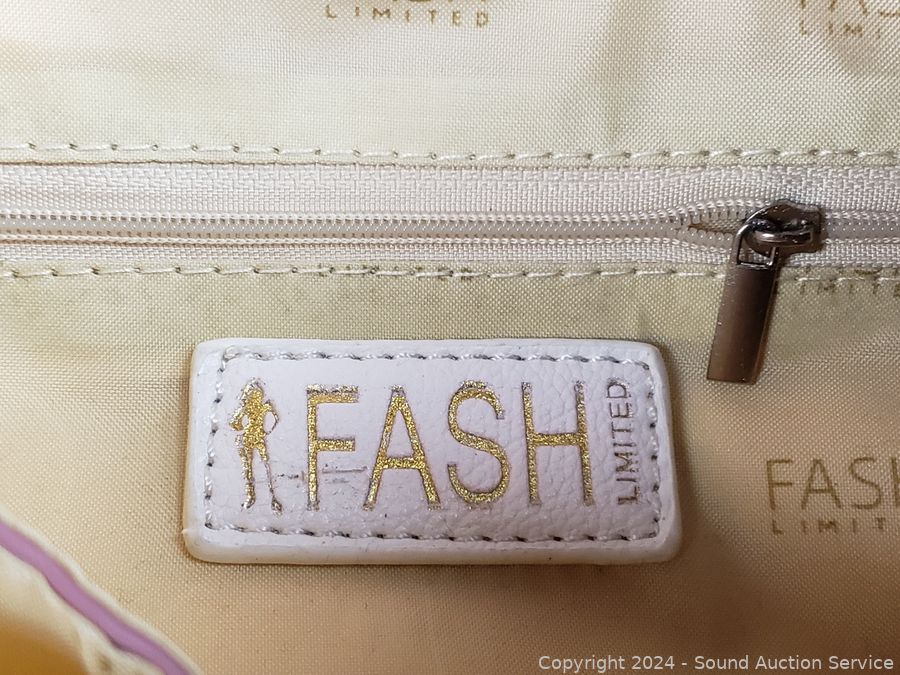 LIMITED
FASH
LIMITED
FASH
LIMITED
Copyright 2024 - Sound Auction Service